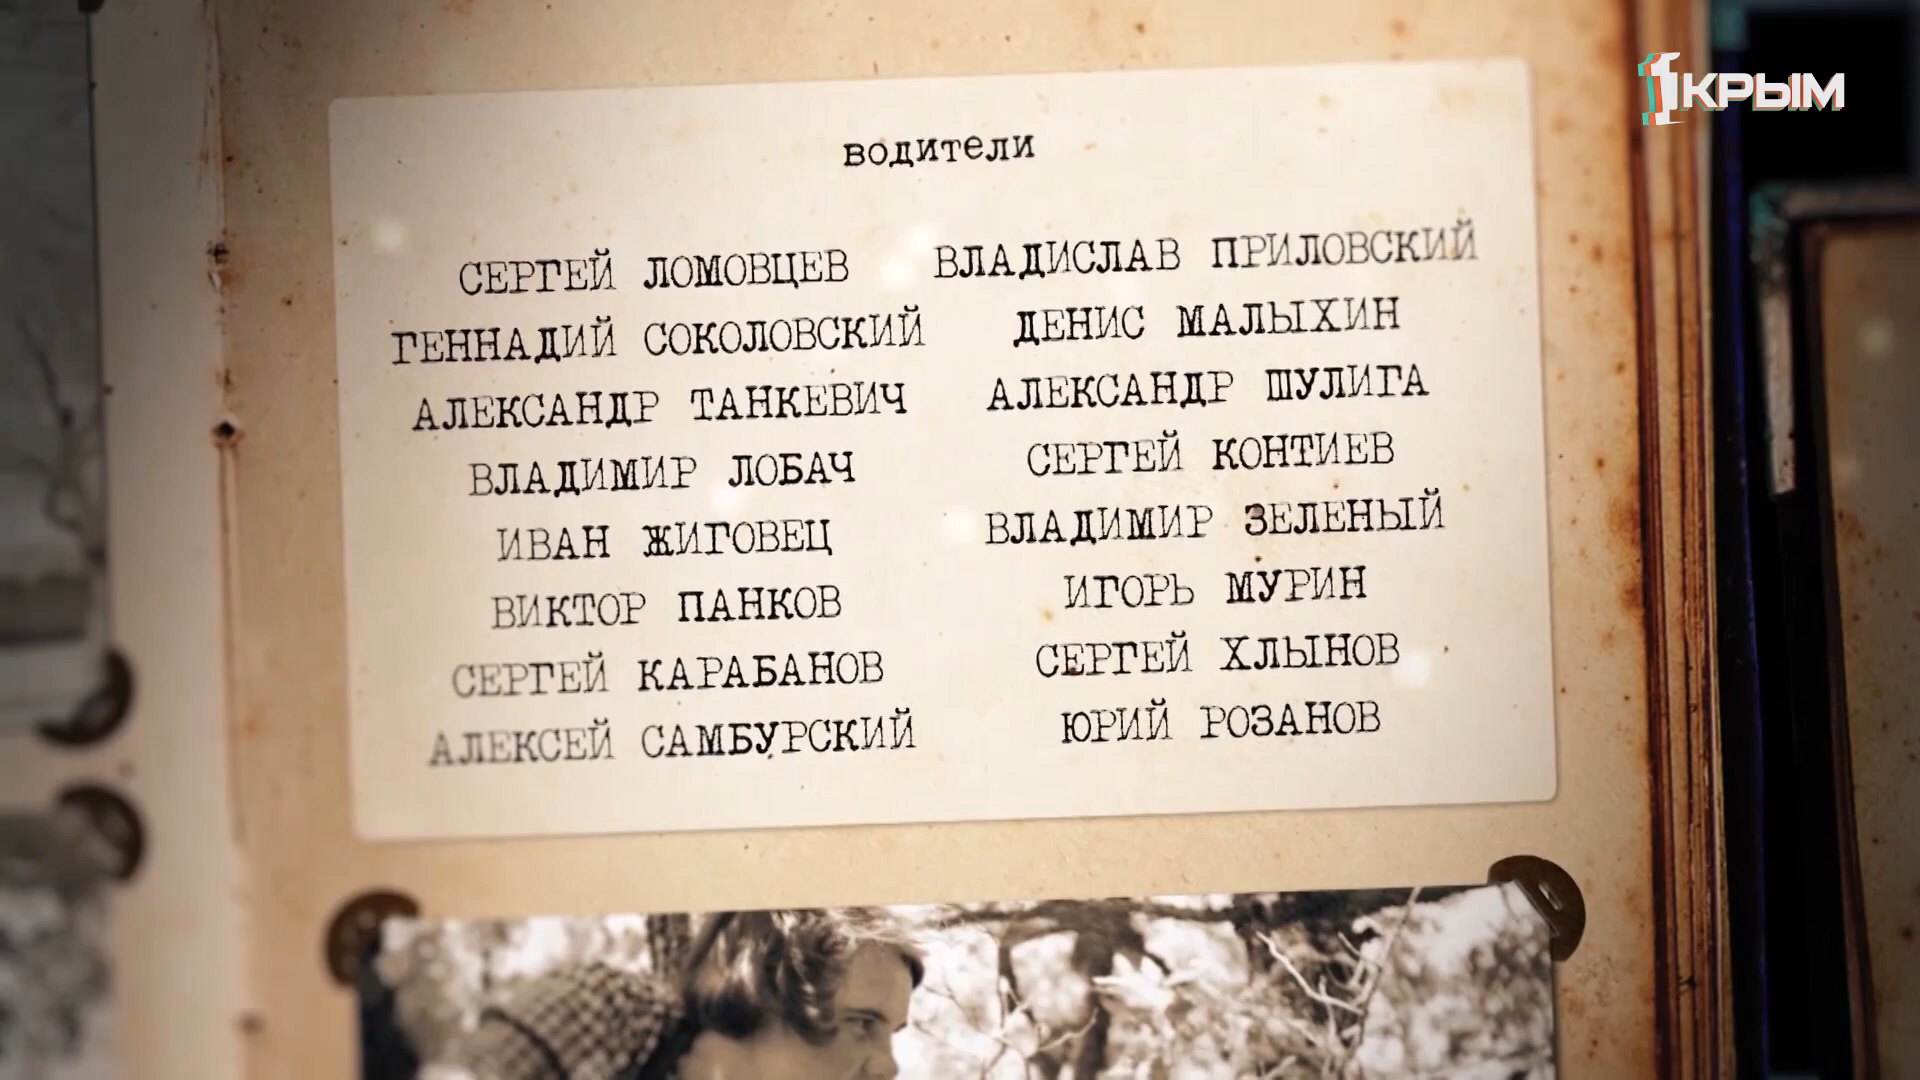 1КРЫМ
водители
СЕРГЕЙ ЛОМОВЦЕВ ВЛАДИСЛАВ ПРИЛОВСКИЙ
ГЕННАДИЙ СОКОЛОВСКИЙ ДЕНИС МАЛЫХИН
АЛЕКСАНДР ТАНКЕВИЧ АЛЕКСАНДР ШУЛИГА
ВЛАДИМИР ЛОБАЧ СЕРГЕЙ КОНТИЕВ
ИВАН ЖИГОВЕЦ ВЛАДИМИР ЗЕЛЕНЫЙ
ВИКТОР ПАНКОВ ИГОРЬ МУРИН
СЕРГЕЙ КАРАБАНОВ СЕРГЕЙ ХЛЫНОВ
АЛЕКСЕЙ САМБУРСКИЙ ЮРИЙ РОЗАНОВ